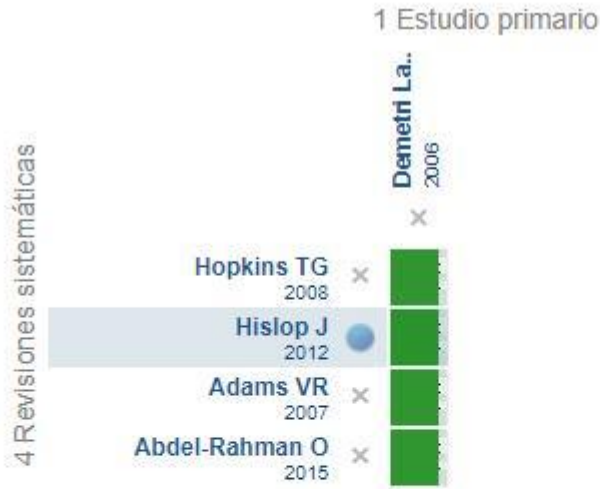 1 Estudio primario
Demetri La..
2006
4 Revisiones sistemáticas
Hopkins TG
2008
Hislop J
2012
Adams VR
2007
Abdel-Rahman O
2015